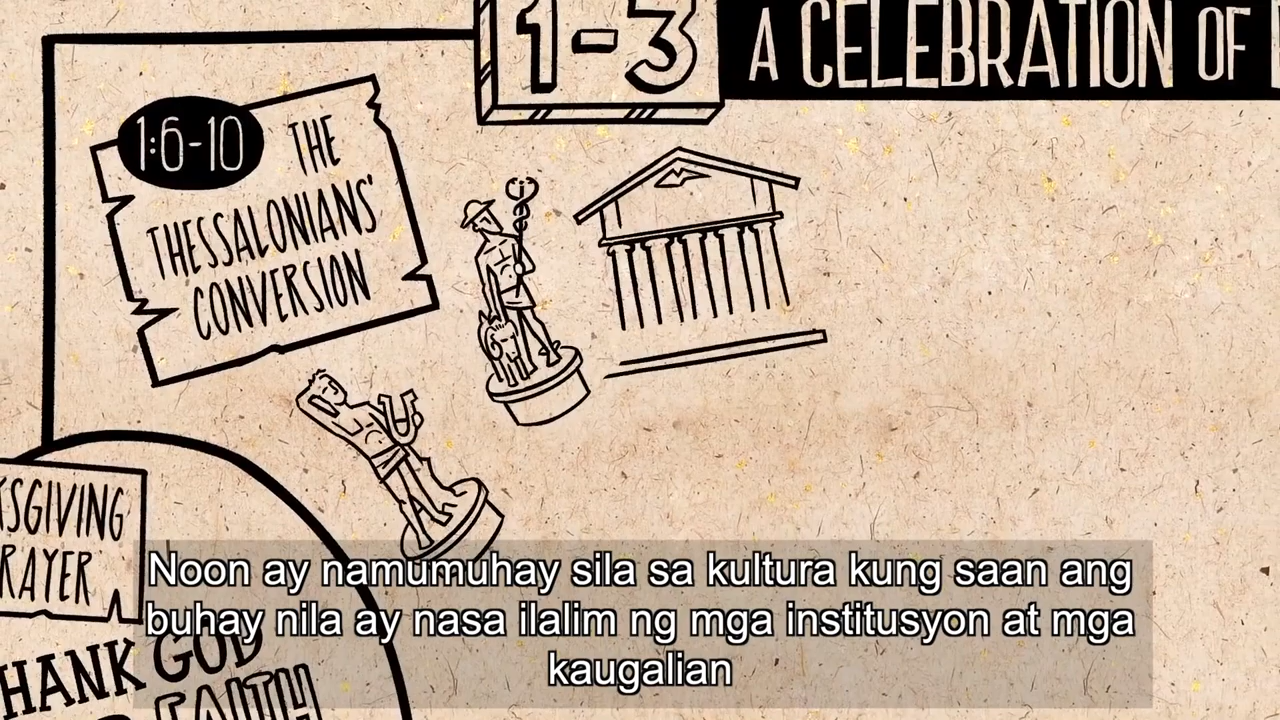 1-3
A CELEBRATION OF
1:6-10 THE
THESSALONIANS'
CONVERSION
RAYER
HANK GOD
FAITH
Noon ay namumuhay sila sa kultura kung saan ang
buhay nila ay nasa ilalim ng mga institusyon at mga
kaugalian